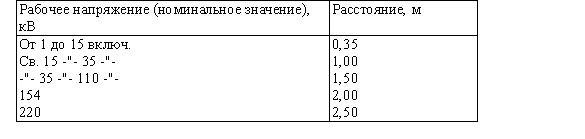 Рабочее напряжение (номинальное значение), Расстояние, м
кВ
От 1 до 15 включ. 0,35
Св. 15 -"- 35 -"- 1,00
-"- 35 -"- 110 -"- 1,50
154 2,00
220 2,50